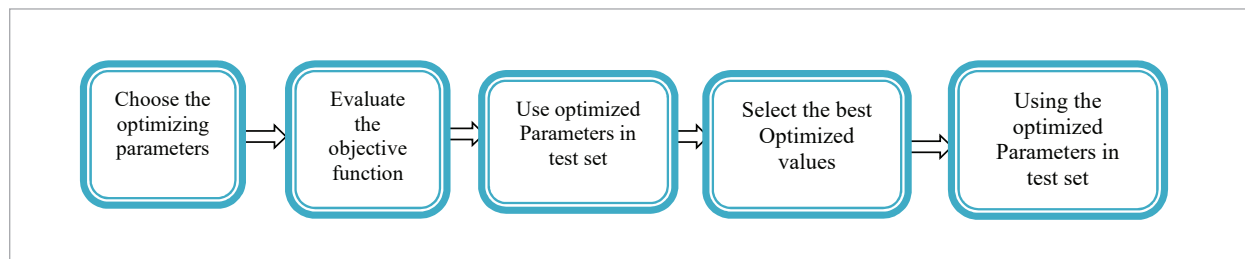 Choose the
optimizing
parameters
Evaluate
the
objective
function
Use optimized
Parameters in
test set
Select the best
Optimized
values
Using the
optimized
Parameters in
test set